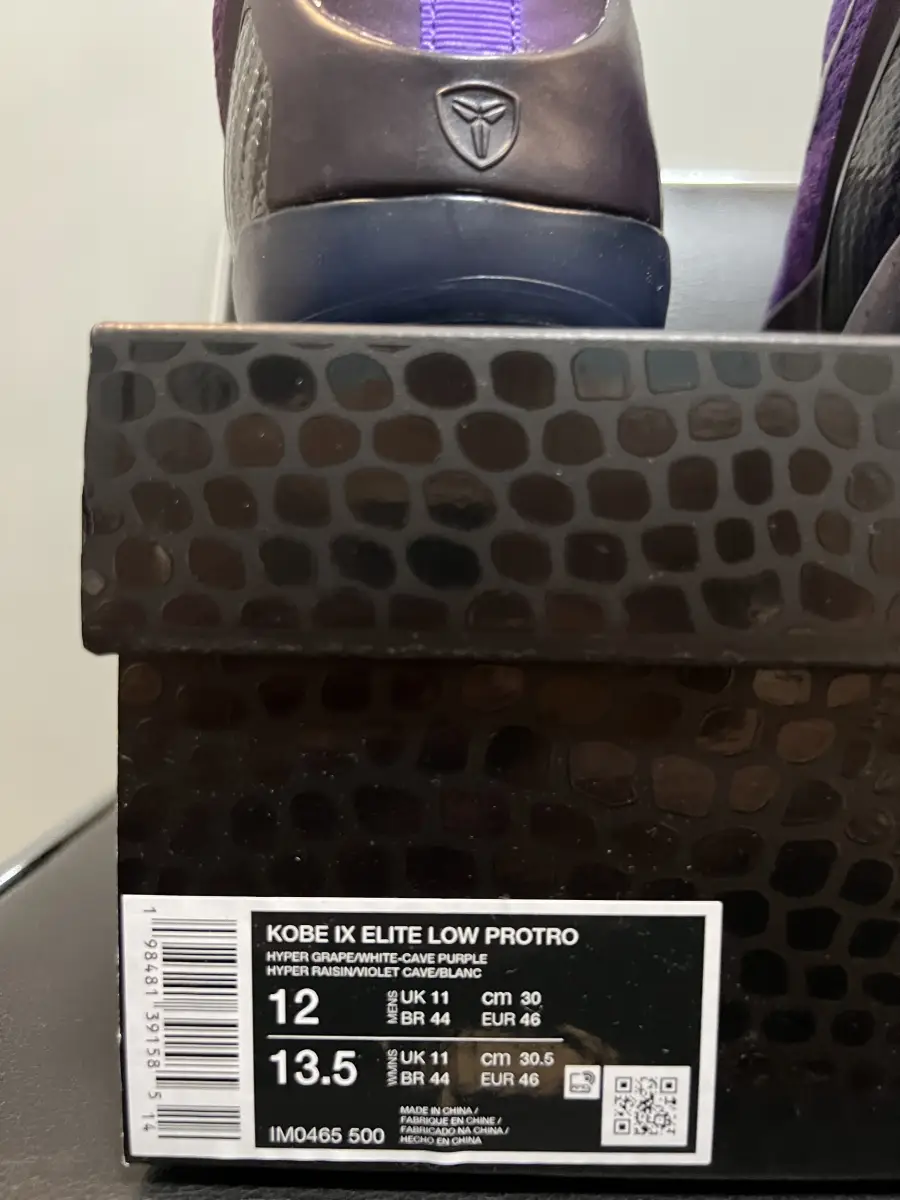 KOBE IX ELITE LOW PROTRO
HYPER GRAPE/WHITE-CAVE PURPLE
HYPER RAISIN/VIOLET CAVE/BLANC
12
MENS
UK 11
cm 30
BR 44
EUR 46
13.5
WMNS
UK 11
cm 30.5
BR 44
EUR 46
IM0465 500
MADE IN CHINA /
FABRIQUE EN CHINE /
FABRICADO NA CHINA /
HECHO EN CHINA
1 98481 39158 5 14